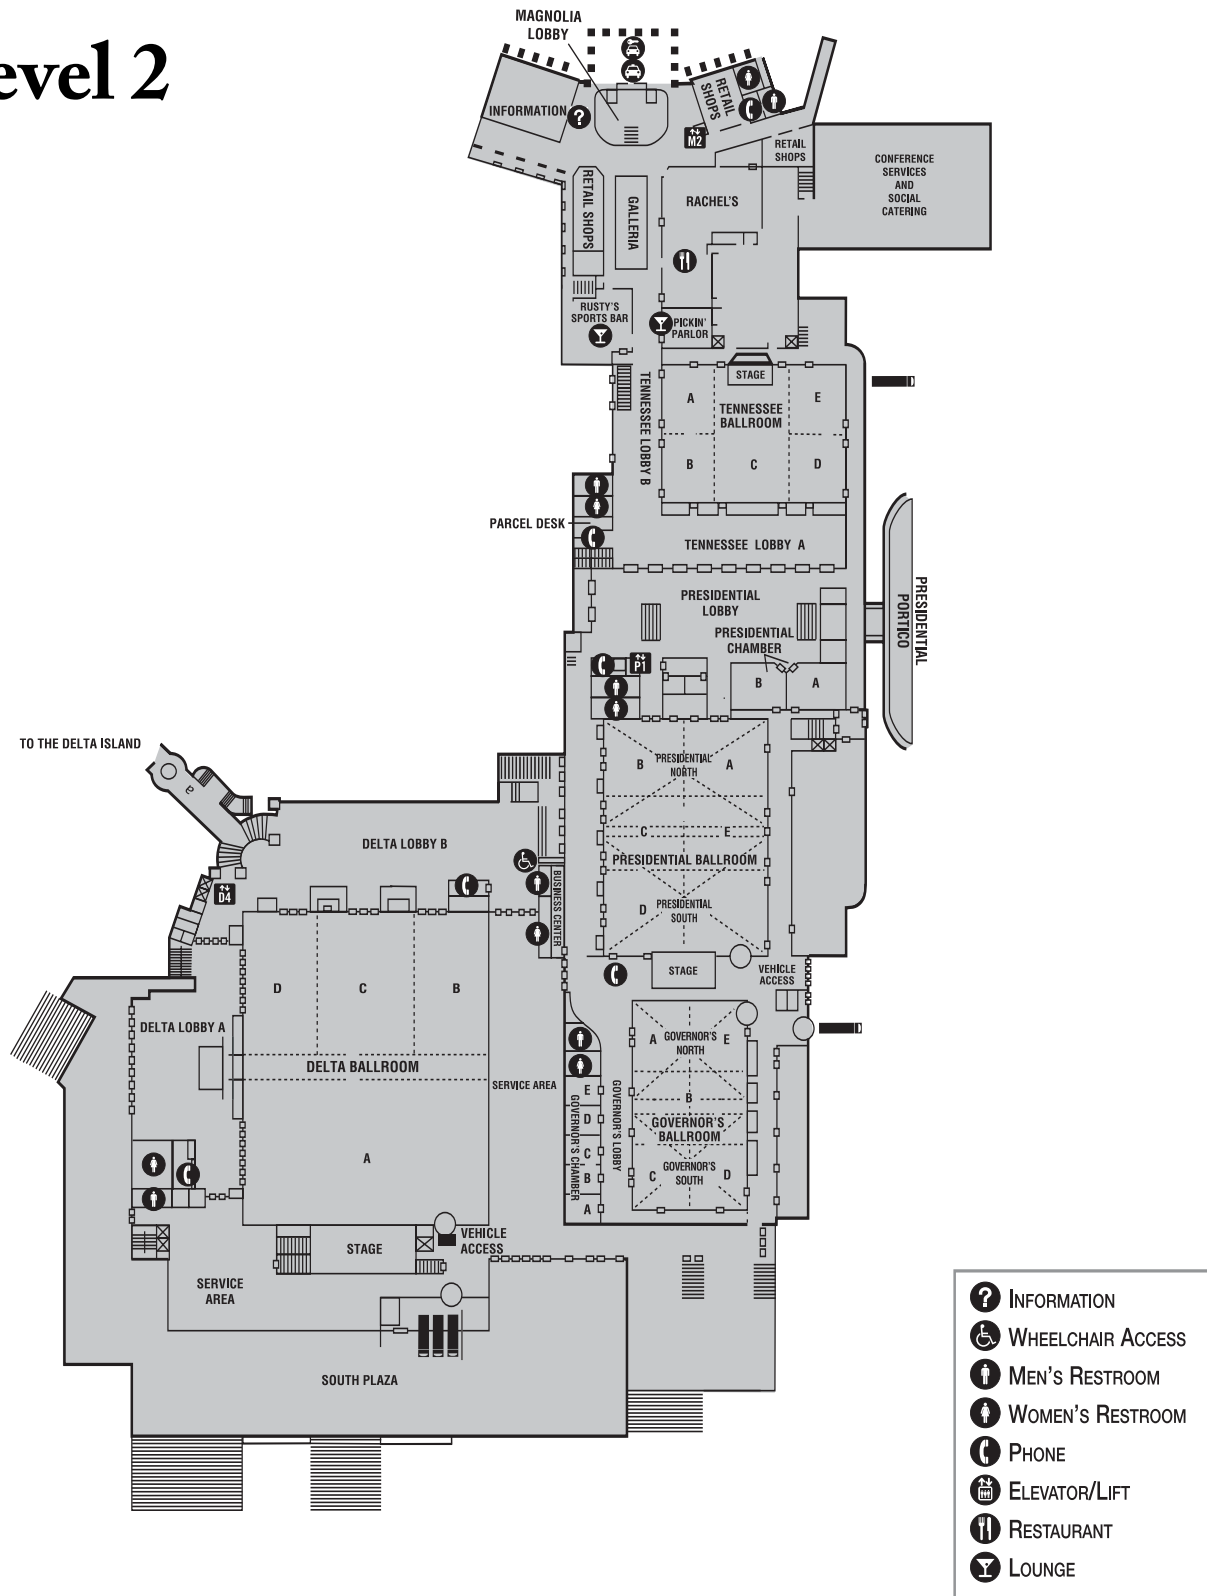 evel 2
MAGNOLIA
LOBBY
INFORMATION
?
RETAIL
SHOPS
M2
RETAIL
SHOPS
CONFERENCE
SERVICES
AND
SOCIAL
CATERING
RETAIL SHOPS
GALLERIA
RACHEL'S
RUSTY'S
SPORTS BAR
PICKIN'
PARLOR
STAGE
TENNESSEE LOBBY B
A
E
TENNESSEE
BALLROOM
B
C
D
PARCEL DESK
TENNESSEE LOBBY A
PRESIDENTIAL
LOBBY
PRESIDENTIAL
PORTICO
PRESIDENTIAL
CHAMBER
P1
B
A
TO THE DELTA ISLAND
B
PRESIDENTIAL
NORTH
A
C
E
DELTA LOBBY B
PRESIDENTIAL BALLROOM
D4
BUSINESS CENTER
D
PRESIDENTIAL
SOUTH
STAGE
VEHICLE
ACCESS
D
C
B
DELTA LOBBY A
A
GOVERNOR'S
NORTH
E
DELTA BALLROOM
SERVICE AREA
E
D
C
B
A
GOVERNOR'S CHAMBER
GOVERNOR'S LOBBY
B
GOVERNOR'S
BALLROOM
C
GOVERNOR'S
SOUTH
D
A
STAGE
VEHICLE
ACCESS
SERVICE
AREA
SOUTH PLAZA
? INFORMATION
WHEELCHAIR ACCESS
MEN'S RESTROOM
WOMEN'S RESTROOM
PHONE
ELEVATOR/LIFT
RESTAURANT
LOUNGE